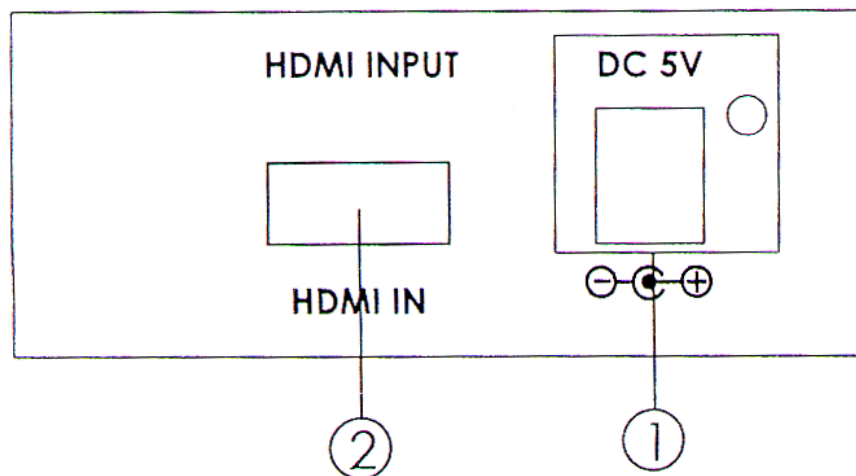 HDMI INPUT
DC 5V
HDMI IN
- +
2
1